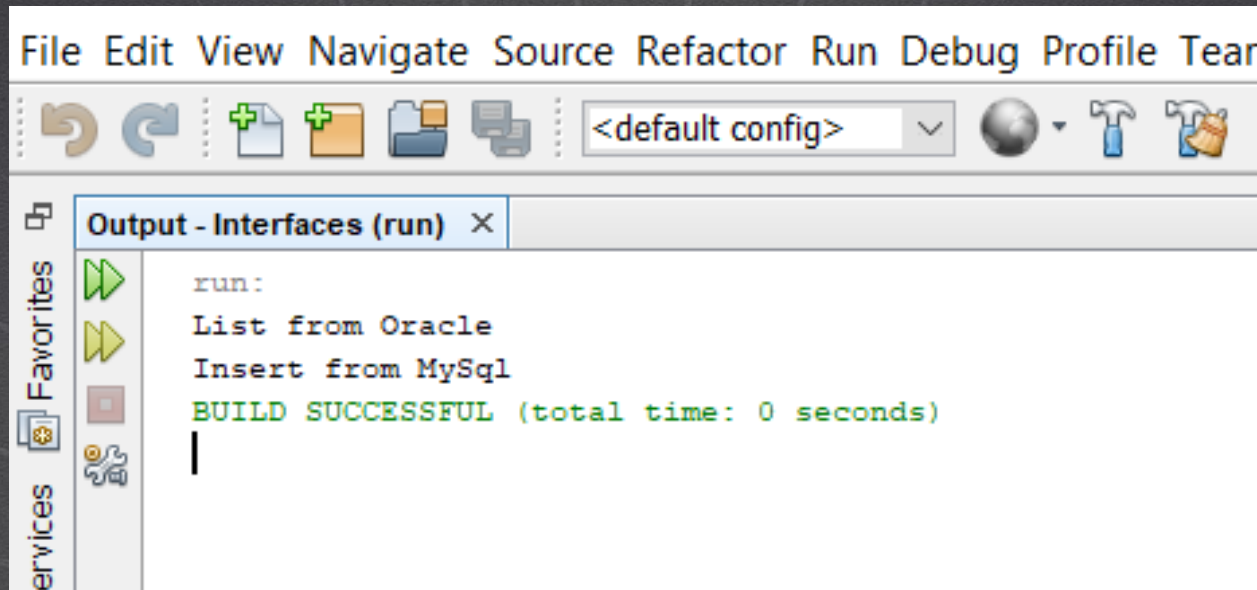 File Edit View Navigate Source Refactor Run Debug Profile
<default config>
Output - Interfaces (run)
Favorites
run:
List from Oracle
Insert from MySql
BUILD SUCCESSFUL (total time: 0 seconds)